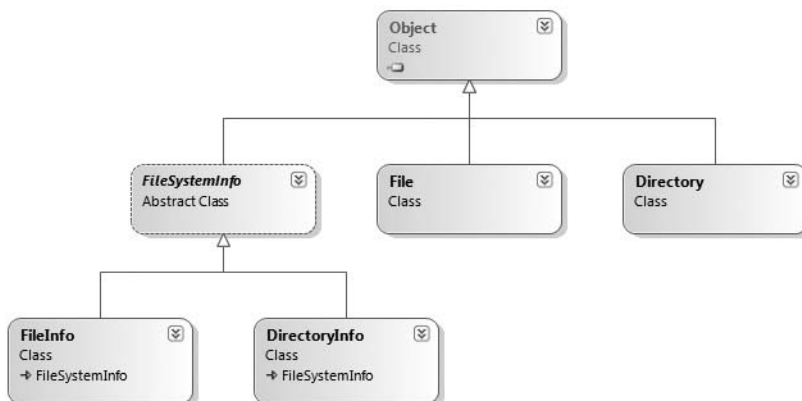 Object
Class
FileSystemInfo
Abstract Class
File
Class
Directory
Class
FileInfo
Class
FileSystemInfo
DirectoryInfo
Class
FileSystemInfo